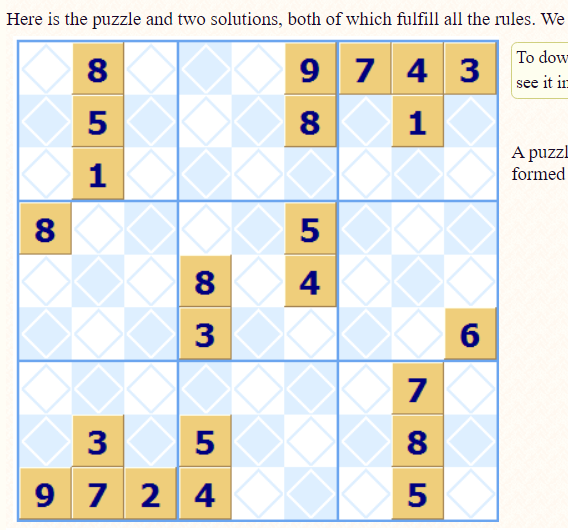 Here is the puzzle and two solutions, both of which fulfill all the rules. We
8 9 7 4 3
5 8 1
1
8 5
8 4
3 6
7
3 5 8
9 7 2 4 5
To dow
see it in
A puzzl
formed